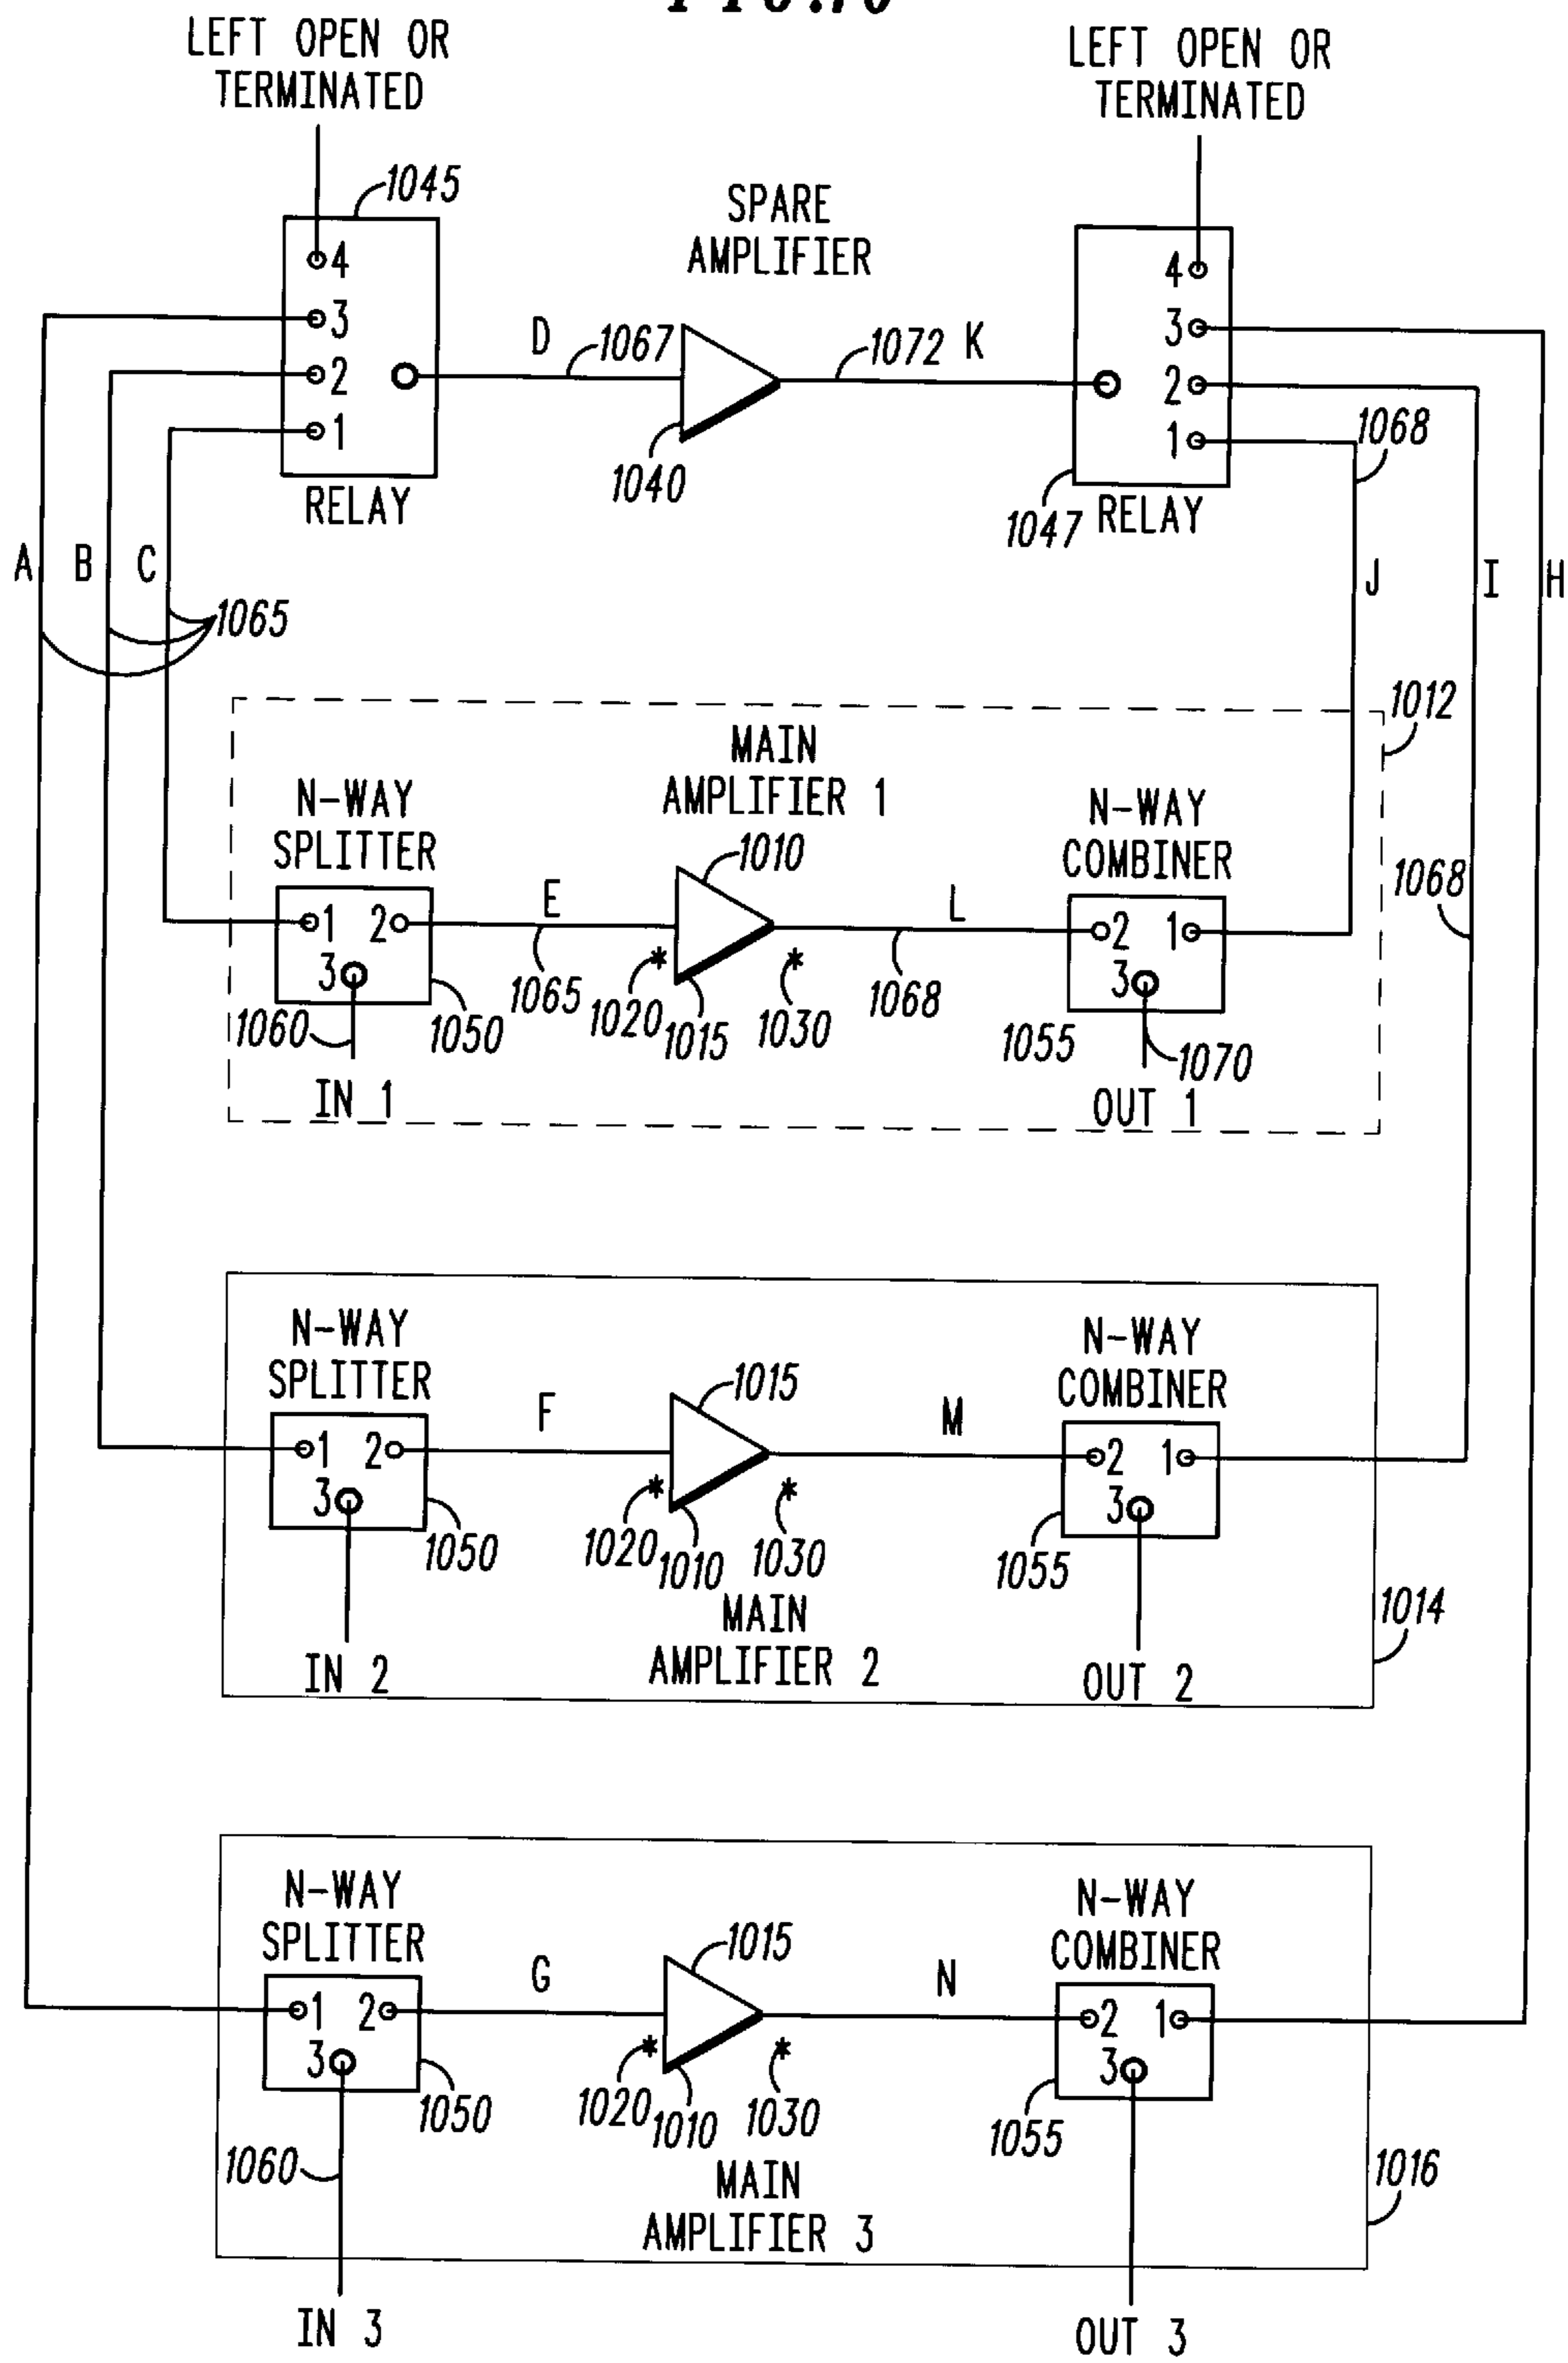 LEFT OPEN OR
TERMINATED
LEFT OPEN OR
TERMINATED
1045
SPARE
AMPLIFIER
4
3
2
1
RELAY
D
1067
1040
1072
K
4
3
2
1
1047
RELAY
1068
A
B
C
1065
J
I
H
1012
MAIN
AMPLIFIER 1
N-WAY
SPLITTER
1010
N-WAY
COMBINER
1068
1
2
3
E
L
2
1
3
1060
1050
1065
*
1020
1015
*
1030
1068
1055
1070
IN 1
OUT 1
N-WAY
SPLITTER
1015
N-WAY
COMBINER
1
2
3
F
M
2
1
3
1050
*
1020
1010
*
1030
1055
MAIN
AMPLIFIER 2
1014
IN 2
OUT 2
N-WAY
SPLITTER
1015
N-WAY
COMBINER
1
2
3
G
N
2
1
3
1050
*
1020
1010
*
1030
1055
1060
MAIN
AMPLIFIER 3
1016
IN 3
OUT 3